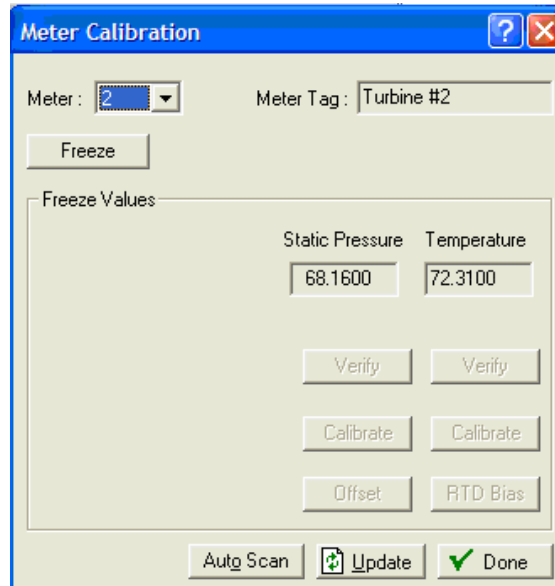 Meter Calibration
Meter : 2 Meter Tag : Turbine #2
Freeze
Freeze Values
Static Pressure Temperature
68.1600 72.3100
Verify Verify
Calibrate Calibrate
Offset RTD Bias
Auto Scan Update Done